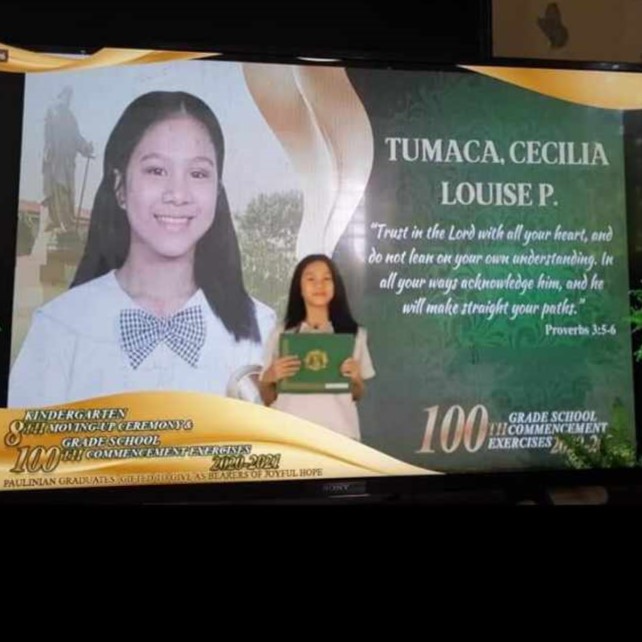 TUMACA, CECILIA
LOUISE P.
"Trust in the Lord with all your heart, and
do not lean on your own understanding. In
all your ways acknowledge him, and he
will make straight your paths."
Proverbs 3:5-6
KINDERGARTEN
8TH MOVING-UP CEREMONY &
GRADE SCHOOL
100TH COMMENCEMENT EXERCISES
2020-2021
PAULINIAN GRADUATES: GIFTED TO GIVE AS BEARERS OF JOYFUL HOPE
100TH GRADE SCHOOL
COMMENCEMENT
EXERCISES
SONY